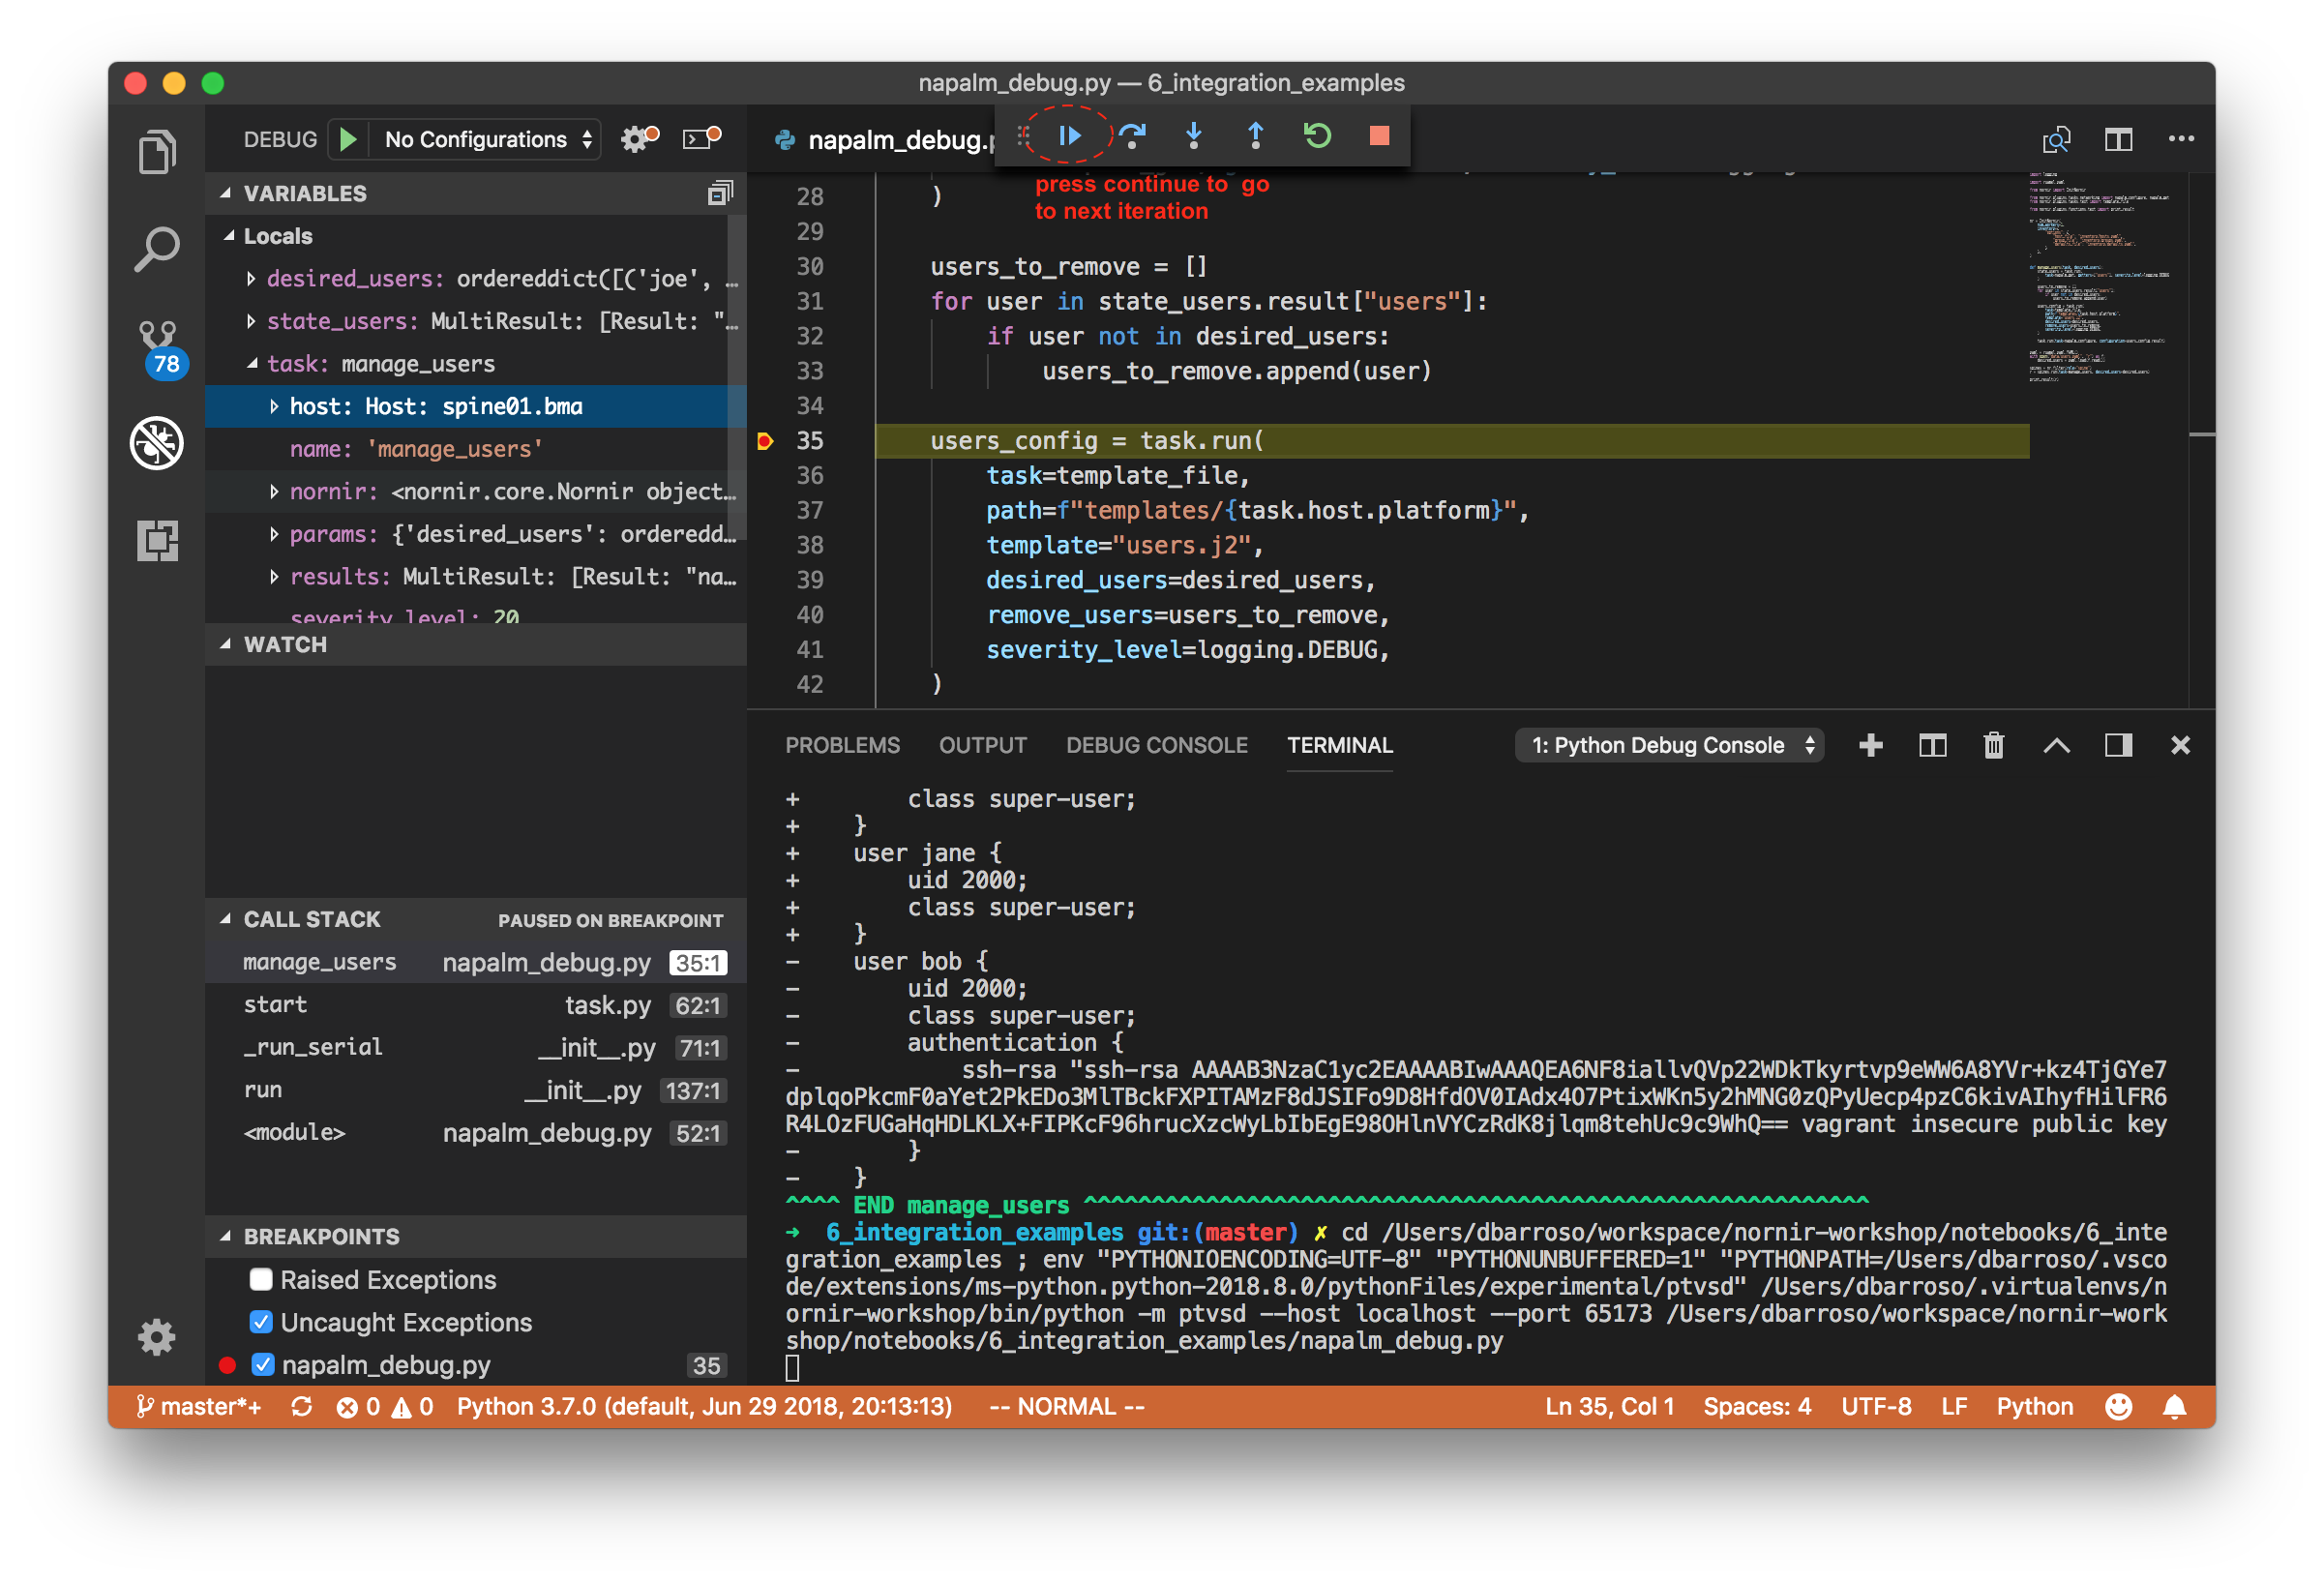 napalm_debug.py — 6_integration_examples
DEBUG
No Configurations
napalm_debug.p
press continue to go
to next iteration
VARIABLES
Locals
desired_users: ordereddict([('joe', …
state_users: MultiResult: [Result: "…
task: manage_users
host: Host: spine01.bma
name: 'manage_users'
nornir: <nornir.core.Nornir object…
params: {'desired_users': orderedd…
results: MultiResult: [Result: "na…
severity_level: 20
WATCH
CALL STACK
PAUSED ON BREAKPOINT
manage_users napalm_debug.py 35:1
start task.py 62:1
_run_serial __init__.py 71:1
run __init__.py 137:1
<module> napalm_debug.py 52:1
BREAKPOINTS
Raised Exceptions
Uncaught Exceptions
napalm_debug.py 35
78
28 )
29
30 users_to_remove = []
31 for user in state_users.result["users"]:
32 if user not in desired_users:
33 users_to_remove.append(user)
34
35 users_config = task.run(
36 task=template_file,
37 path=f"templates/{task.host.platform}",
38 template="users.j2",
39 desired_users=desired_users,
40 remove_users=users_to_remove,
41 severity_level=logging.DEBUG,
42 )
PROBLEMS OUTPUT DEBUG CONSOLE TERMINAL
1: Python Debug Console
+ class super-user;
+ }
+ user jane {
+ uid 2000;
+ class super-user;
+ }
- user bob {
- uid 2000;
- class super-user;
- authentication {
- ssh-rsa "ssh-rsa AAAAB3NzaC1yc2EAAAABIwAAAQEA6NF8iallvQVp22WDkTkyrtvp9eWW6A8YVr+kz4TjGYe7
dplqoPkcmF0aYet2PkEDo3MlTBckFXPITAMzF8dJSIFo9D8HfdOV0IAdx4O7PtixWKn5y2hMNG0zQPyUecp4pzC6kivAIhyfHilFR6
R4LOzFUGaHqHDLKLX+FIPKcF96hrucXzcWyLbIbEgE98OHlnVYCzRdK8jlqm8tehUc9c9WhQ== vagrant insecure public key
- }
- }
^^^^ END manage_users ^^^^^^^^^^^^^^^^^^^^^^^^^^^^^^^^^^^^^^^^^^^^^^^^^^^^^^^^^^
➜ 6_integration_examples git:(master) ✗ cd /Users/dbarroso/workspace/nornir-workshop/notebooks/6_inte
gration_examples ; env "PYTHONIOENCODING=UTF-8" "PYTHONUNBUFFERED=1" "PYTHONPATH=/Users/dbarroso/.vsco
de/extensions/ms-python.python-2018.8.0/pythonFiles/experimental/ptvsd" /Users/dbarroso/.virtualenvs/n
ornir-workshop/bin/python -m ptvsd --host localhost --port 65173 /Users/dbarroso/workspace/nornir-work
shop/notebooks/6_integration_examples/napalm_debug.py
master*+ 0 0 Python 3.7.0 (default, Jun 29 2018, 20:13:13) -- NORMAL -- Ln 35, Col 1 Spaces: 4 UTF-8 LF Python